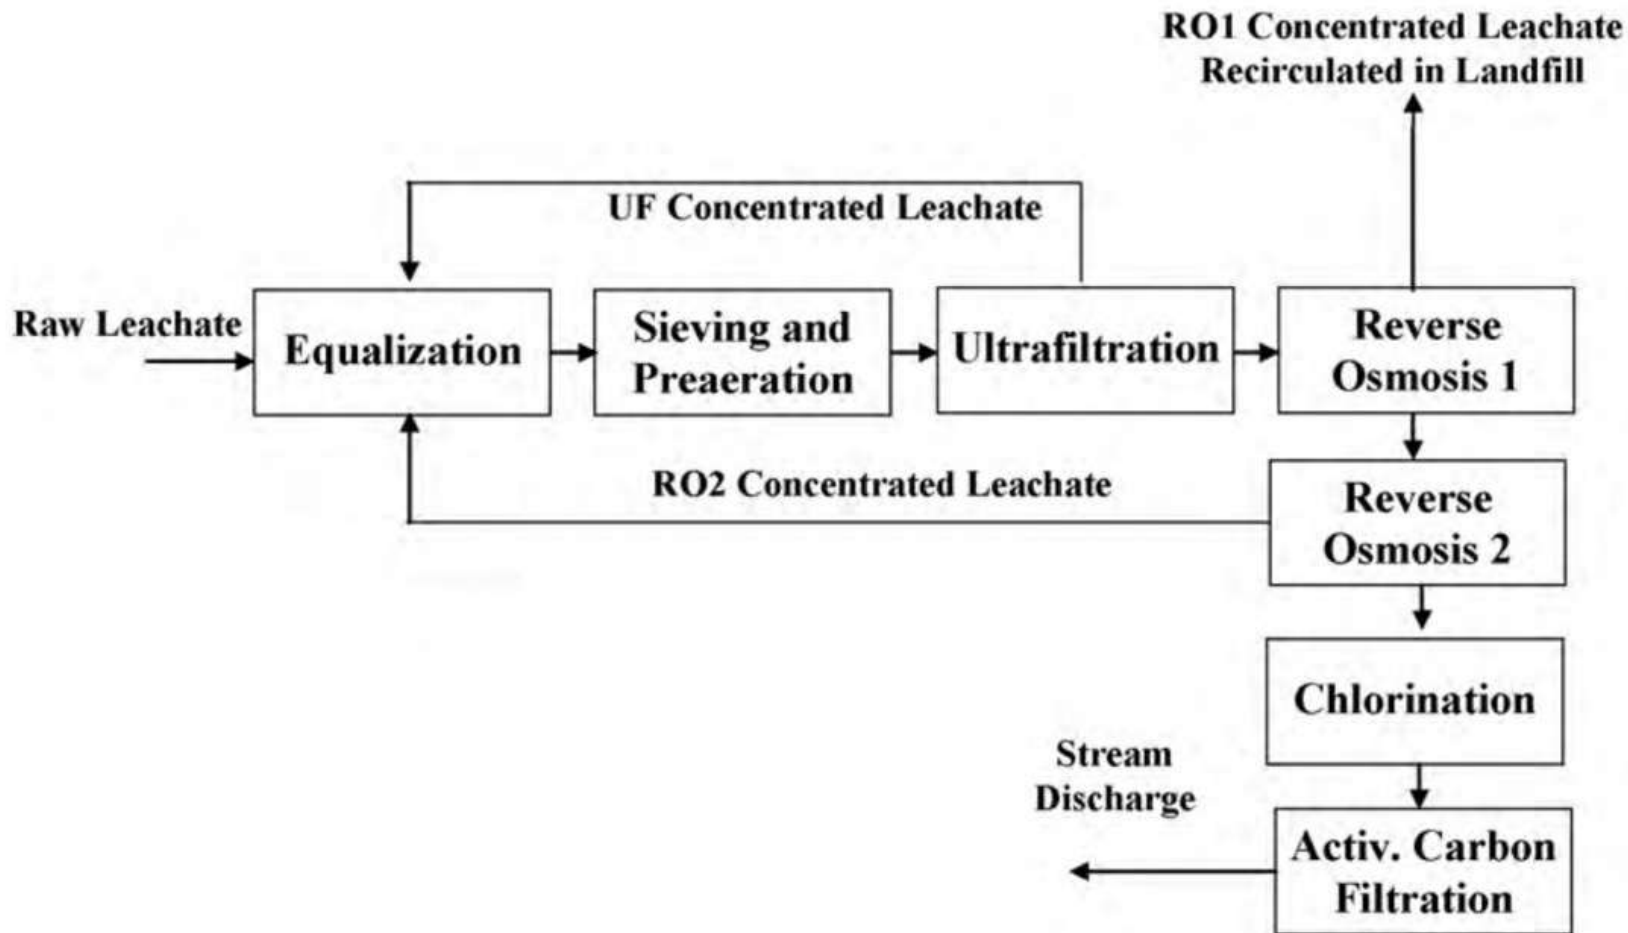 RO1 Concentrated Leachate
Recirculated in Landfill
UF Concentrated Leachate
Raw Leachate
Equalization
Sieving and
Preaeration
Ultrafiltration
Reverse
Osmosis 1
RO2 Concentrated Leachate
Reverse
Osmosis 2
Chlorination
Stream
Discharge
Activ. Carbon
Filtration